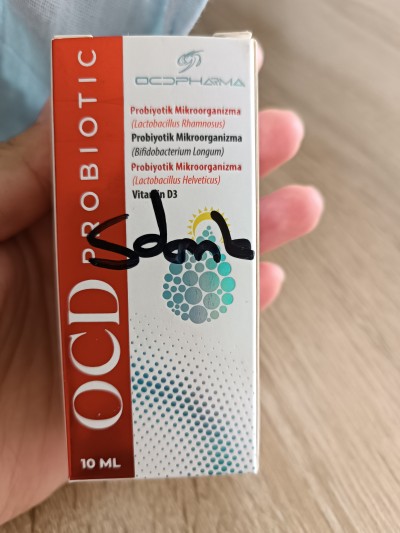 OCDPHARMA
Probiyotik Mikroorganizma
(Lactobacillus Rhamnosus)
Probiyotik Mikroorganizma
(Bifidobacterium Longum)
Probiyotik Mikroorganizma
(Lactobacillus Helveticus)
Vitamin D3
OCD PROBIOTIC
10 ML